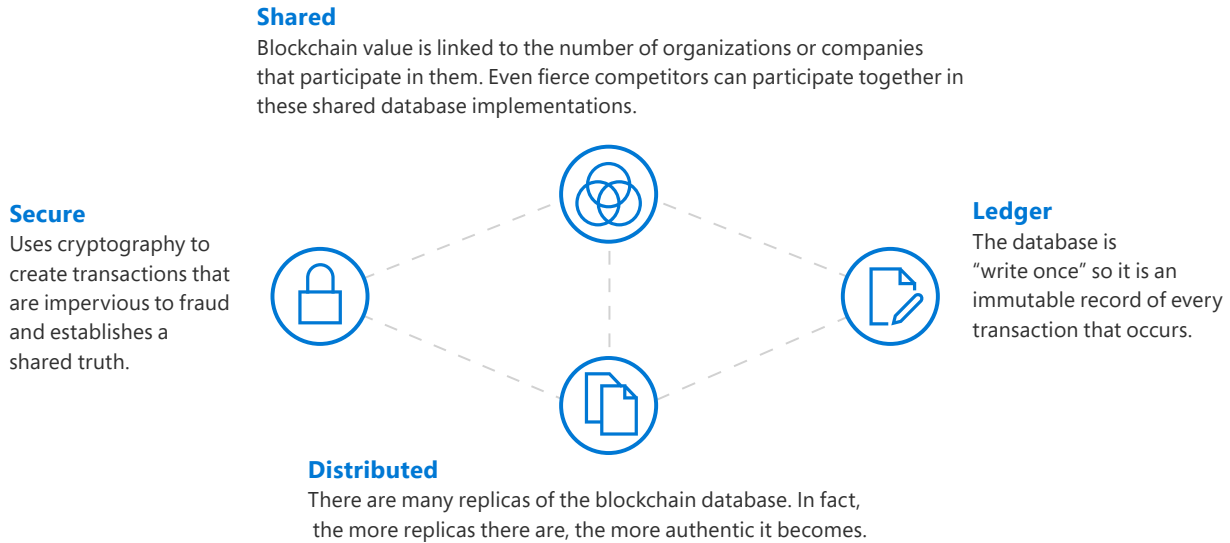 Shared
Blockchain value is linked to the number of organizations or companies
that participate in them. Even fierce competitors can participate together in
these shared database implementations.
Secure
Uses cryptography to
create transactions that
are impervious to fraud
and establishes a
shared truth.
Ledger
The database is
“write once” so it is an
immutable record of every
transaction that occurs.
Distributed
There are many replicas of the blockchain database. In fact,
the more replicas there are, the more authentic it becomes.